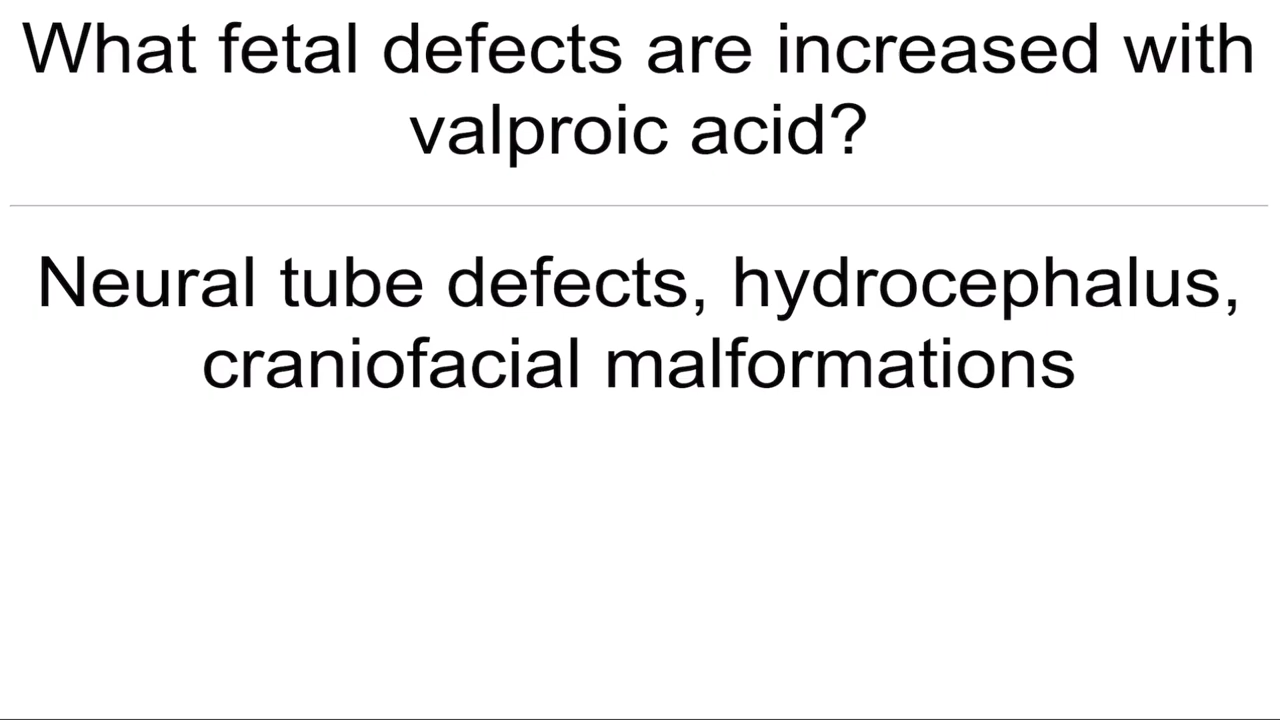 What fetal defects are increased with
valproic acid?
Neural tube defects, hydrocephalus,
craniofacial malformations